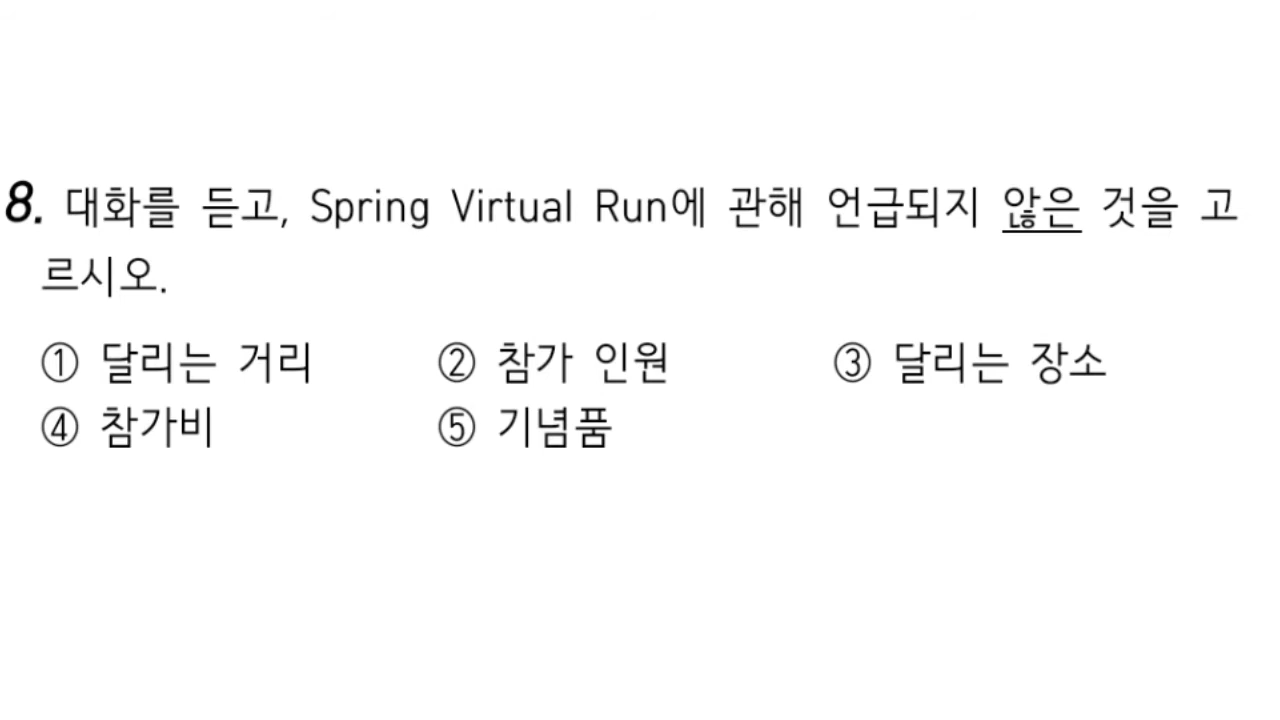 8. 대화를 듣고, Spring Virtual Run에 관해 언급되지 않은 것을 고
르시오.
① 달리는 거리 ② 참가 인원 ③ 달리는 장소
④ 참가비 ⑤ 기념품